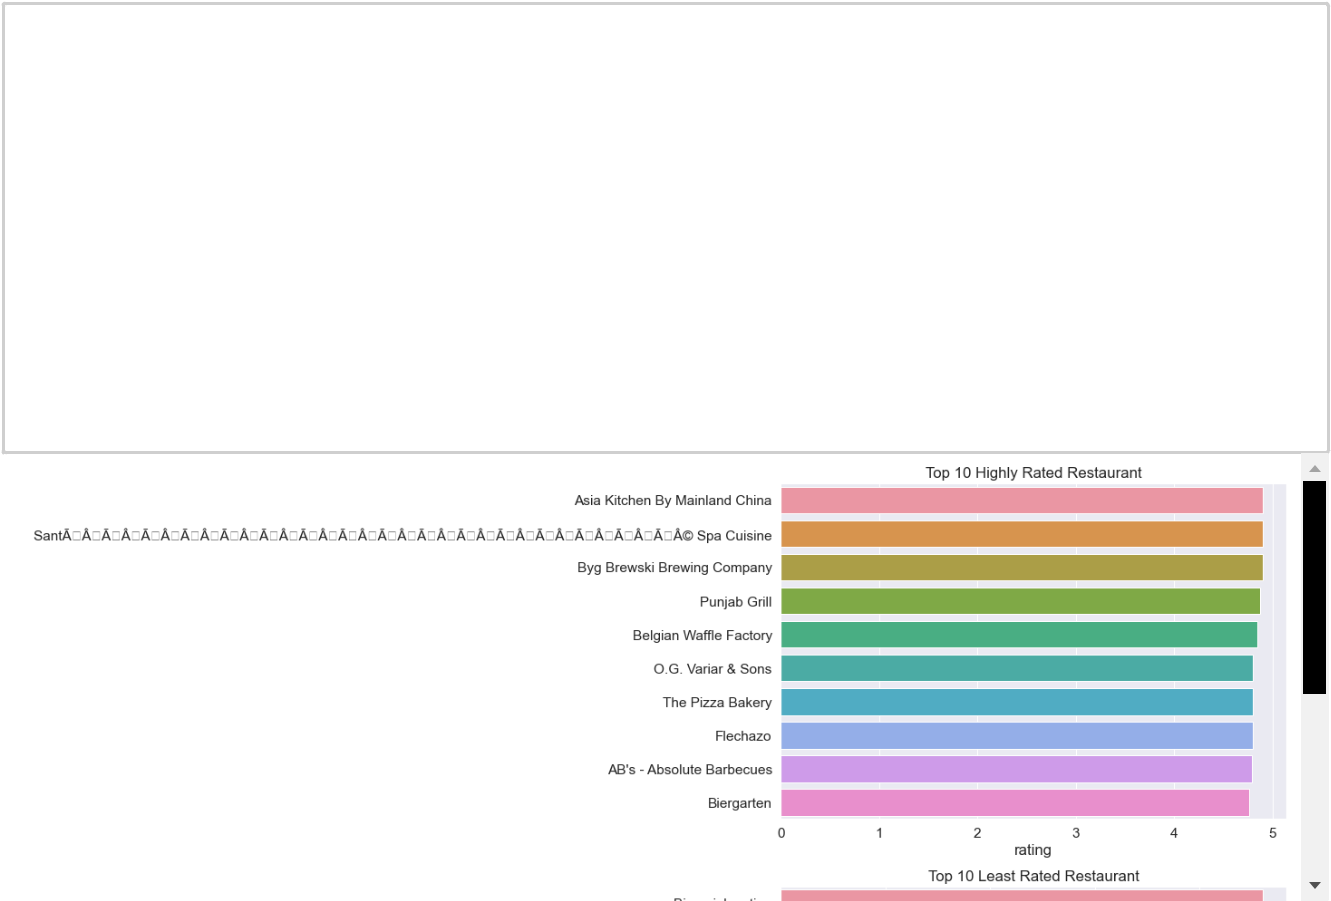 Top 10 Highly Rated Restaurant
Asia Kitchen By Mainland China
Spa Cuisine
Byg Brewski Brewing Company
Punjab Grill
Belgian Waffle Factory
O.G. Variar & Sons
The Pizza Bakery
Flechazo
AB's - Absolute Barbecues
Biergarten
0 1 2 3 4 5
rating
Top 10 Least Rated Restaurant